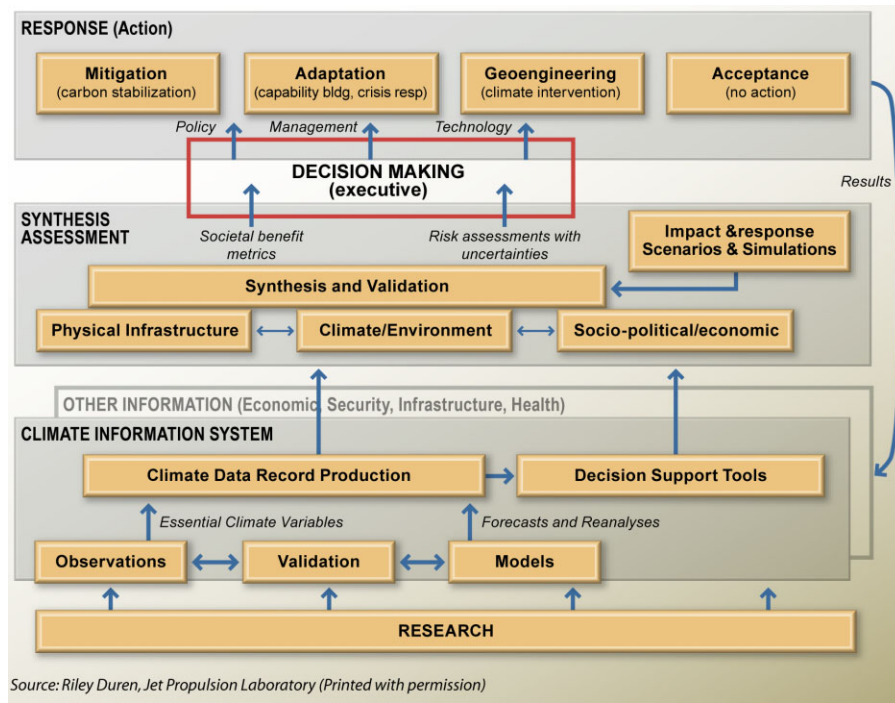 RESPONSE (Action)
Mitigation
(carbon stabilization)
Adaptation
(capability bldg, crisis resp)
Geoengineering
(climate intervention)
Acceptance
(no action)
Policy
Management
Technology
DECISION MAKING
(executive)
Results
SYNTHESIS
ASSESSMENT
Societal benefit
metrics
Risk assessments with
uncertainties
Impact &response
Scenarios & Simulations
Synthesis and Validation
Physical Infrastructure
Climate/Environment
Socio-political/economic
OTHER INFORMATION (Economic, Security, Infrastructure, Health)
CLIMATE INFORMATION SYSTEM
Climate Data Record Production
Decision Support Tools
Essential Climate Variables
Forecasts and Reanalyses
Observations
Validation
Models
RESEARCH
Source: Riley Duren, Jet Propulsion Laboratory (Printed with permission)